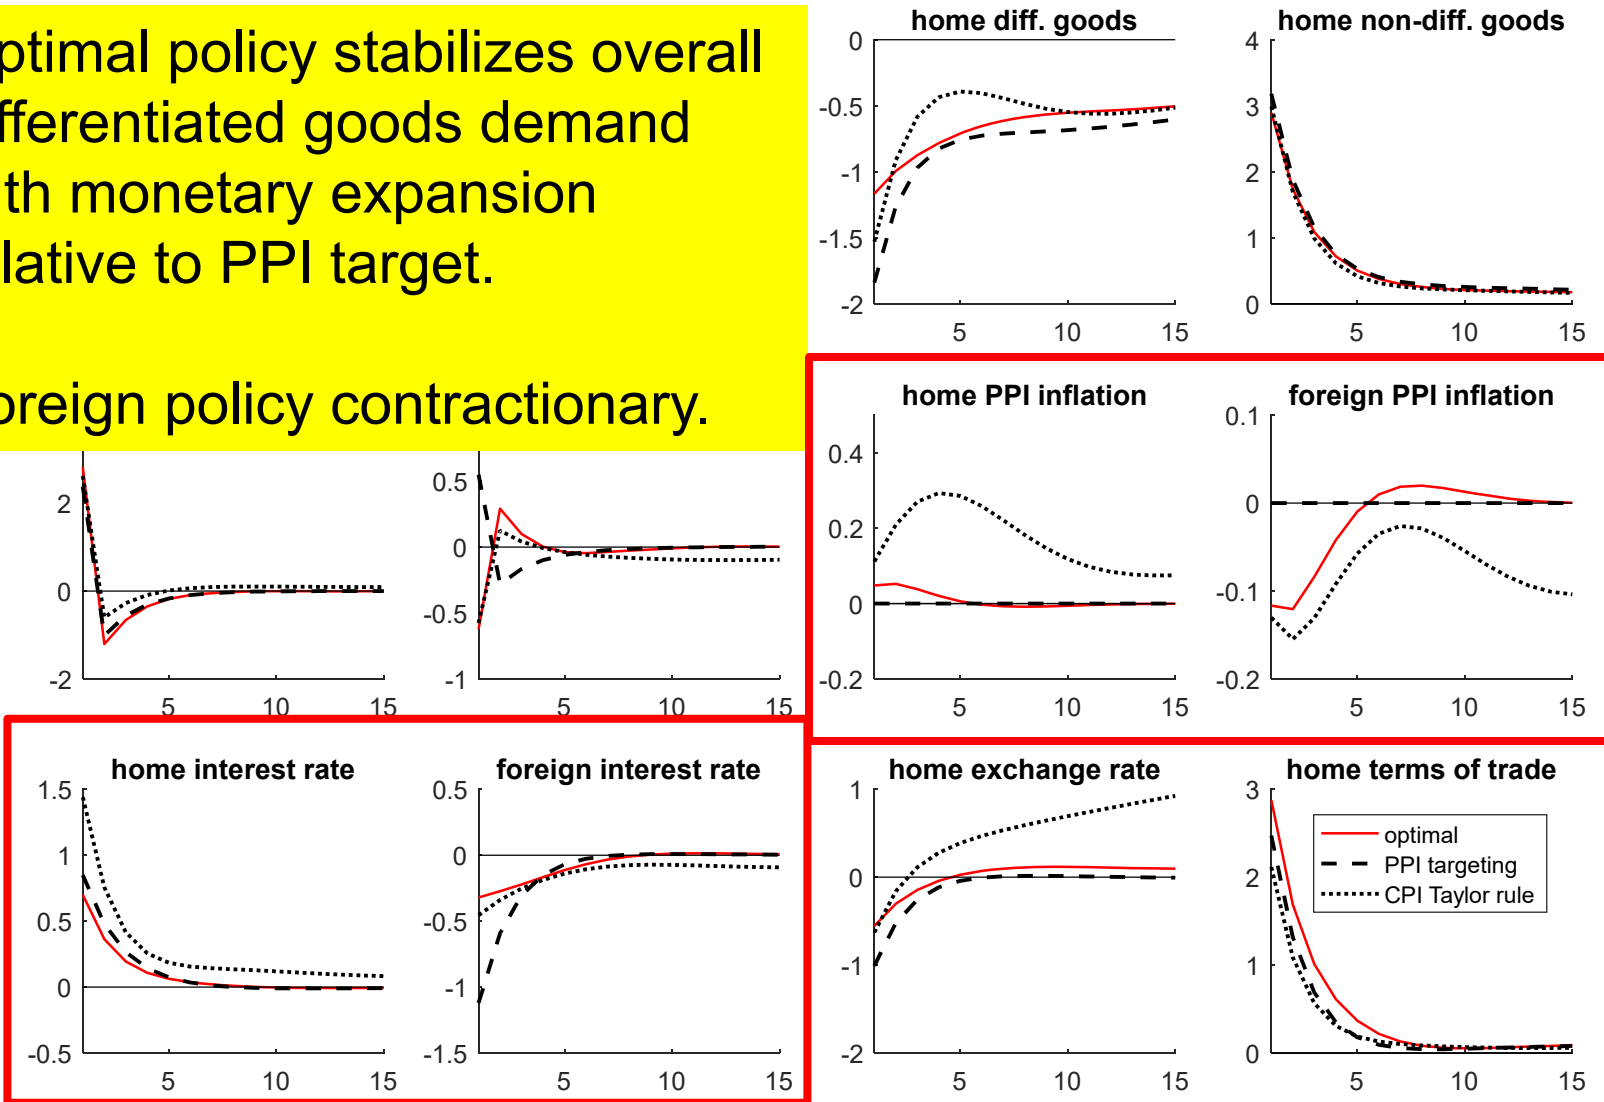 ptimal policy stabilizes overall
fferentiated goods demand
th monetary expansion
lative to PPI target.
oreign policy contractionary.
home diff. goods
0
-0.5
-1
-1.5
-2
5 10 15
home non-diff. goods
4
3
2
1
0
5 10 15
2
0
-2
5 10 15
0.5
0
-0.5
-1
5 10 15
home PPI inflation
0.4
0.2
0
-0.2
5 10 15
foreign PPI inflation
0.1
0
-0.1
-0.2
5 10 15
home interest rate
1.5
1
0.5
0
-0.5
5 10 15
foreign interest rate
0.5
0
-0.5
-1
-1.5
5 10 15
home exchange rate
1
0
-1
-2
5 10 15
home terms of trade
3
2
1
0
5 10 15
optimal
PPI targeting
CPI Taylor rule